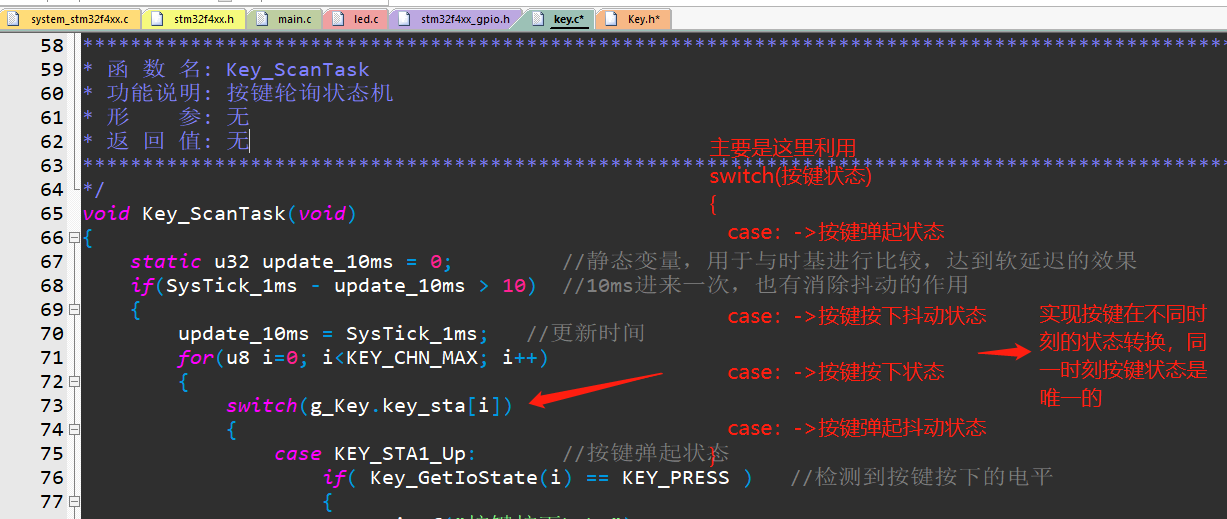 system_stm32f4xx.c stm32f4xx.h main.c led.c stm32f4xx_gpio.h key.c* Key.h*
58 ************************************************************************************************
59 * 函 数 名: Key_ScanTask
60 * 功能说明: 按键轮询状态机
61 * 形    参: 无
62 * 返 回 值: 无
63 ************************************************************************************************
64 */
65 void Key_ScanTask(void)
66 {
67 static u32 update_10ms = 0; //静态变量，用于与时基进行比较，达到软延迟的效果
68 if(SysTick_1ms - update_10ms > 10) //10ms进来一次，也有消除抖动的作用
69 {
70 update_10ms = SysTick_1ms; //更新时间
71 for(u8 i=0; i<KEY_CHN_MAX; i++)
72 {
73 switch(g_Key.key_sta[i])
74 {
75 case KEY_STA1_Up: //按键弹起状态
76 if( Key_GetIoState(i) == KEY_PRESS ) //检测到按键按下的电平
77 {
主要是这里利用
switch(按键状态)
{
case: ->按键弹起状态
case: ->按键按下抖动状态
case: ->按键按下状态
case: ->按键弹起抖动状态
}
实现按键在不同时
刻的状态转换，同
一时刻按键状态是
唯一的